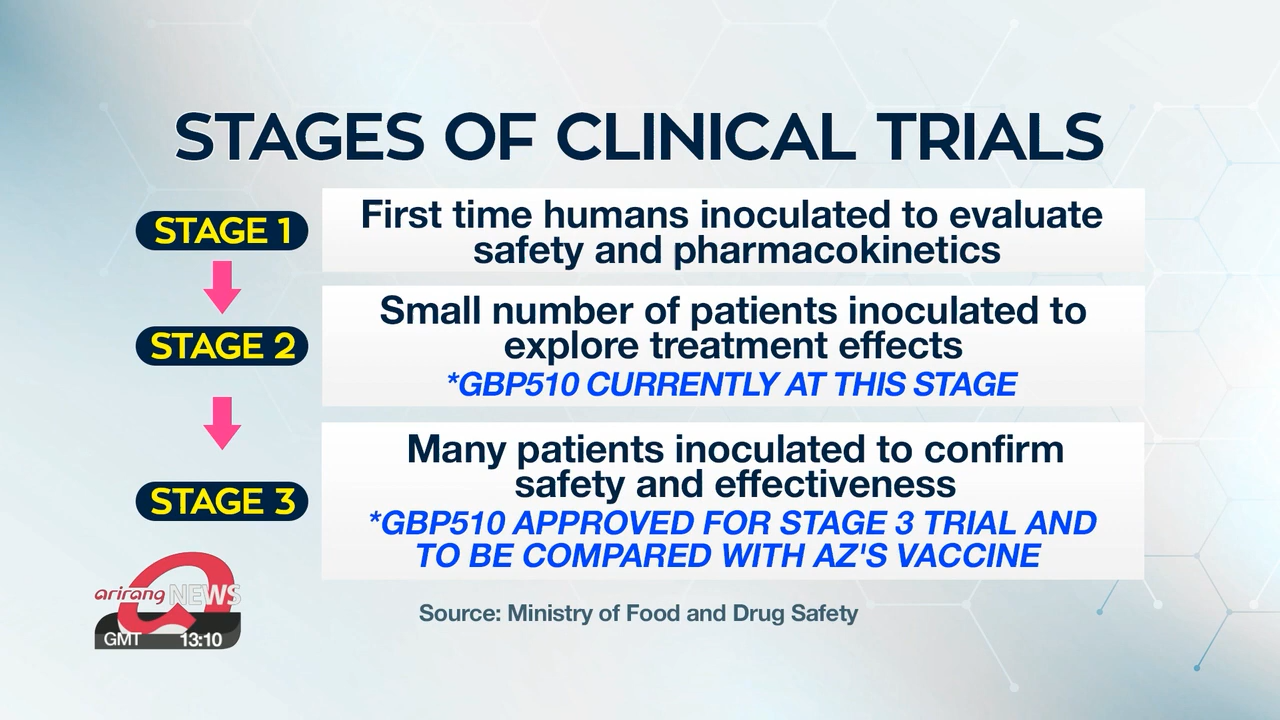 STAGES OF CLINICAL TRIALS
STAGE 1
First time humans inoculated to evaluate
safety and pharmacokinetics
STAGE 2
Small number of patients inoculated to
explore treatment effects
*GBP510 CURRENTLY AT THIS STAGE
STAGE 3
Many patients inoculated to confirm
safety and effectiveness
*GBP510 APPROVED FOR STAGE 3 TRIAL AND
TO BE COMPARED WITH AZ'S VACCINE
Source: Ministry of Food and Drug Safety
arirang NEWS
GMT 13:10